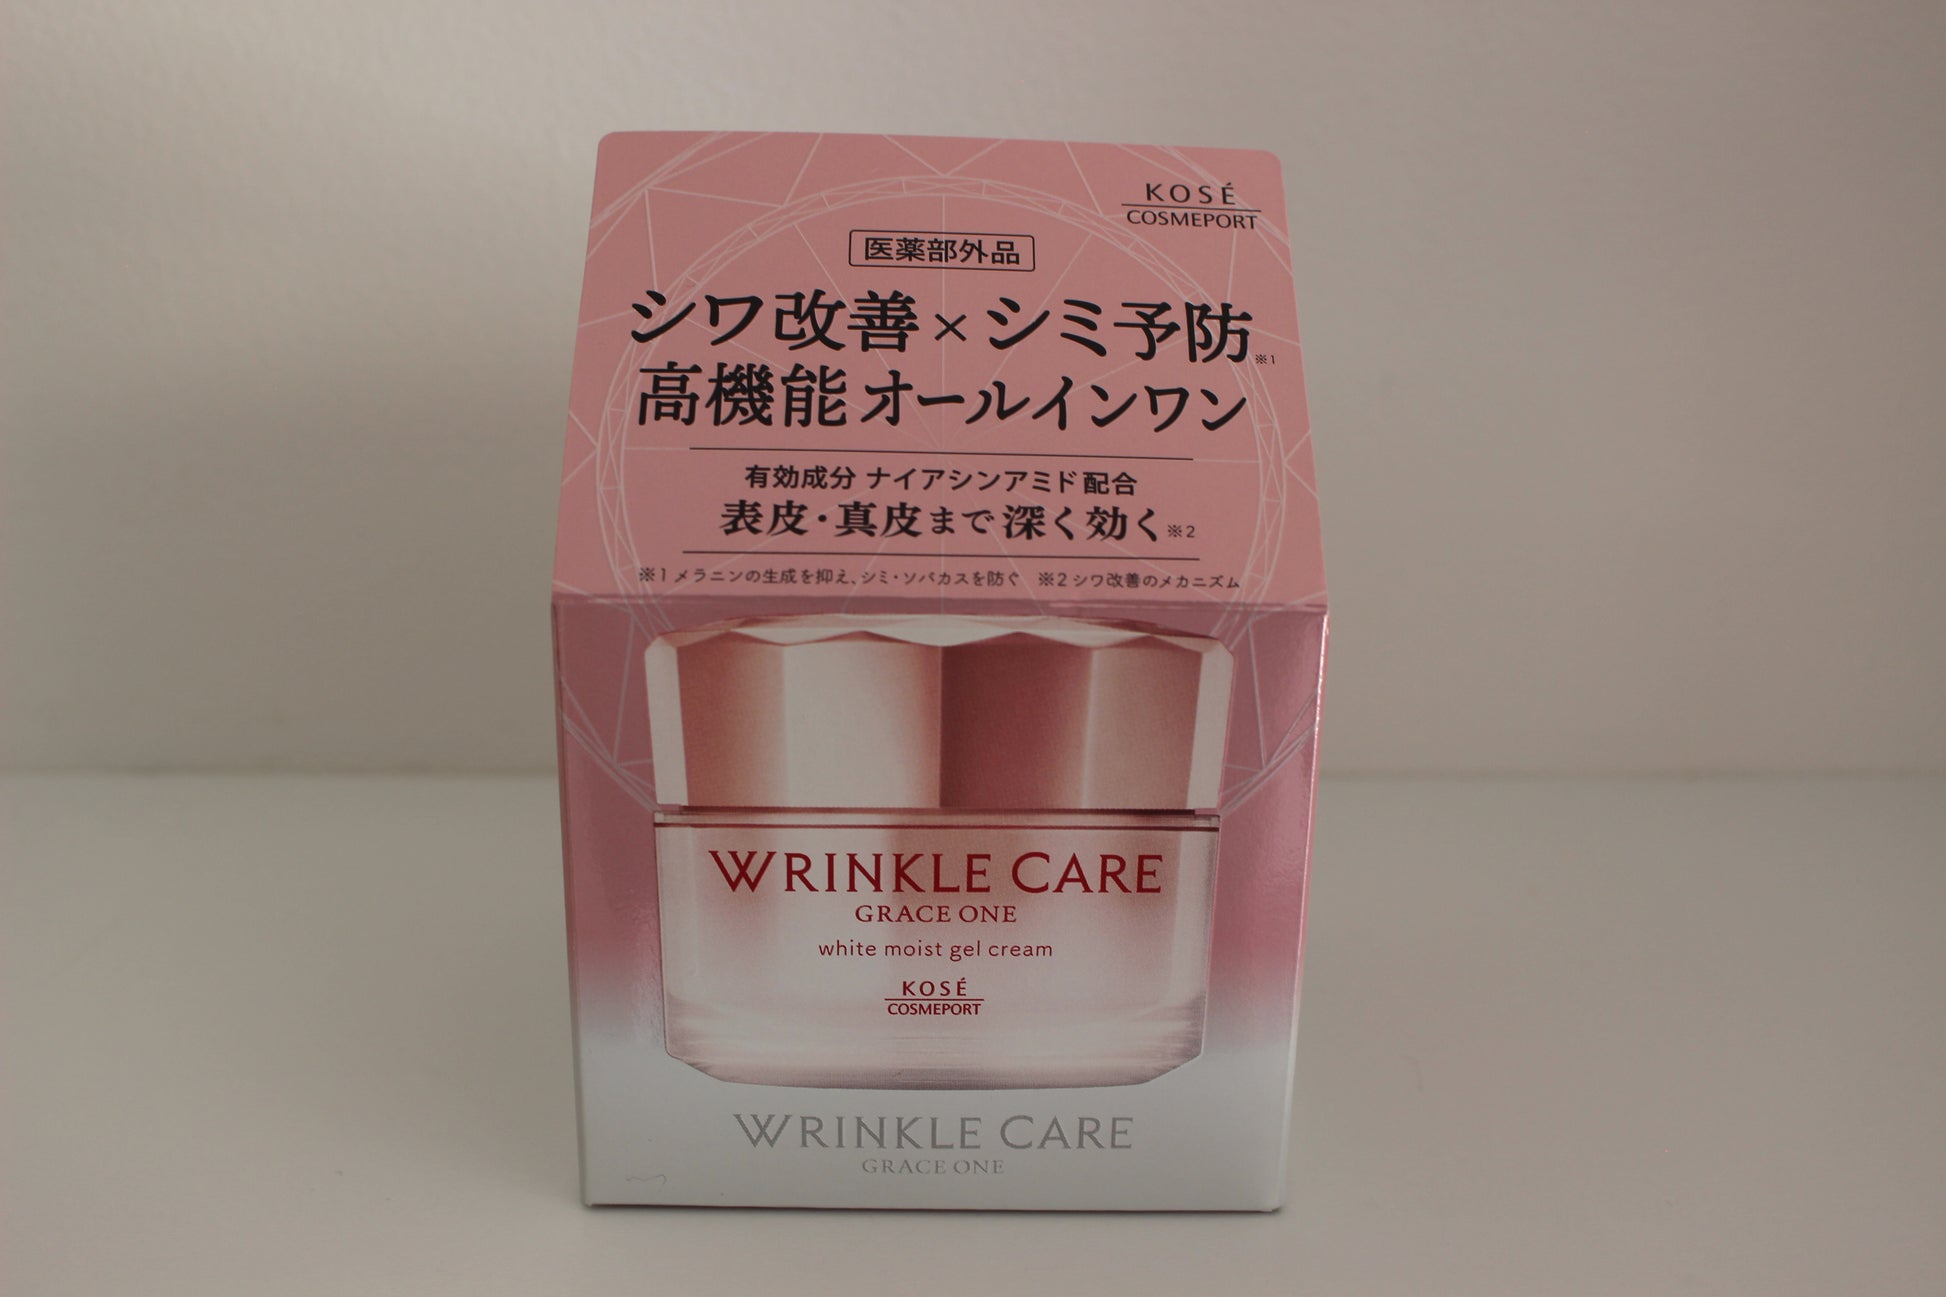 KOSÉ
COSMEPORT
医薬部外品
シワ改善×シミ予防※1
高機能オールインワン
有効成分 ナイアシンアミド配合
表皮・真皮まで深く効く※2
※1 メラニンの生成を抑え、シミ・ソバカスを防ぐ ※2 シワ改善のメカニズム
WRINKLE CARE
GRACE ONE
white moist gel cream
KOSÉ
COSMEPORT
WRINKLE CARE
GRACE ONE